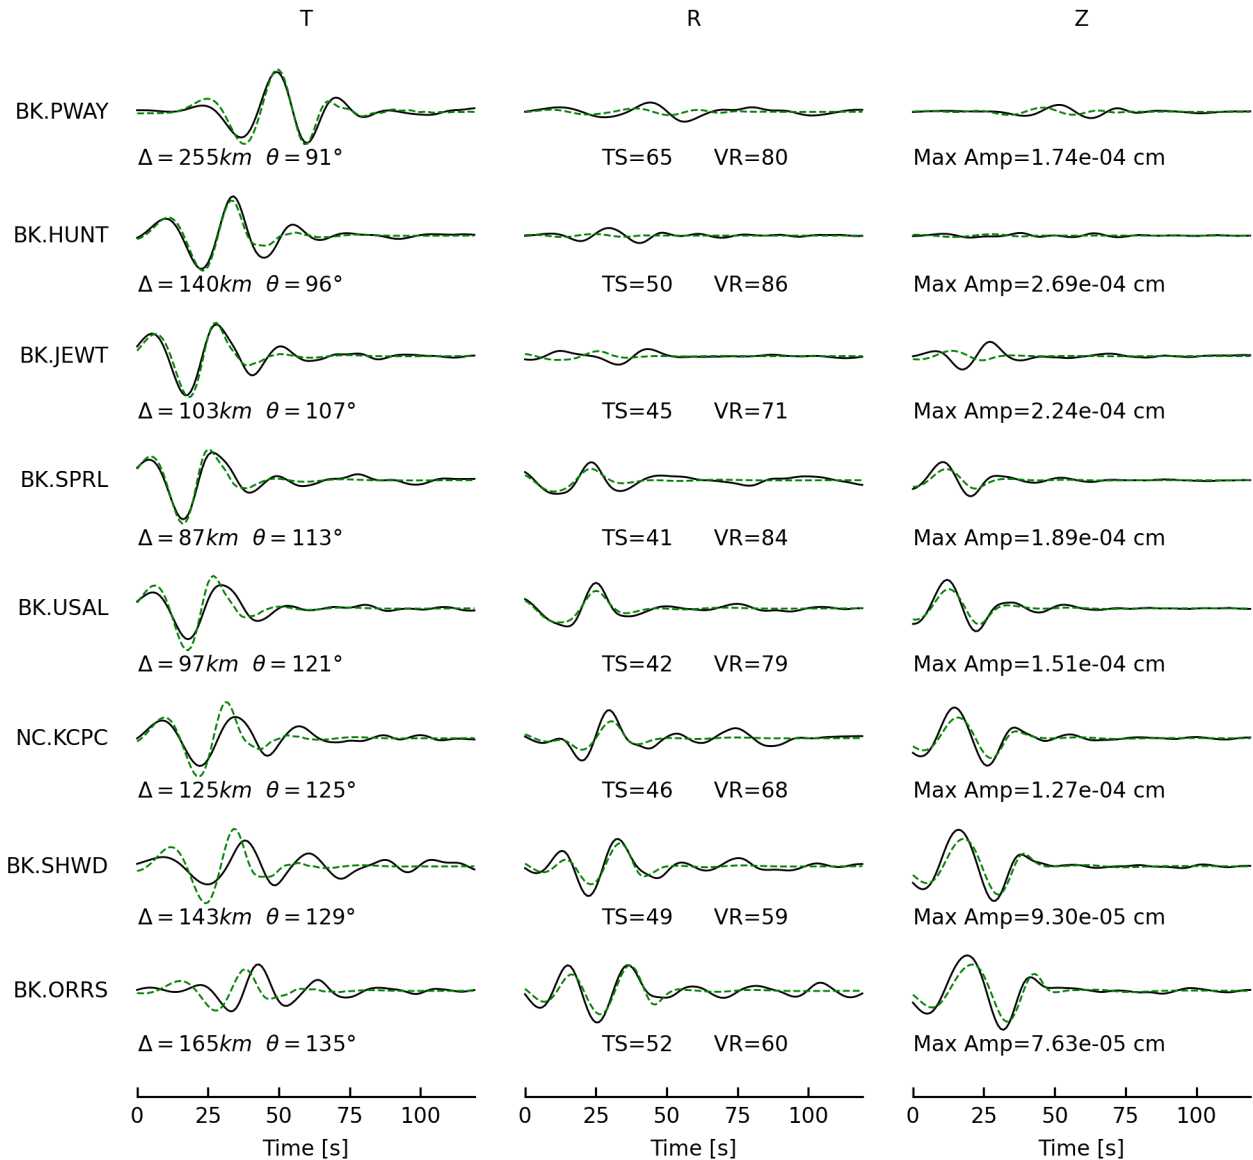 T R Z
BK.PWAY
Δ = 255km θ = 91° TS=65 VR=80 Max Amp=1.74e-04 cm
BK.HUNT
Δ = 140km θ = 96° TS=50 VR=86 Max Amp=2.69e-04 cm
BK.JEWT
Δ = 103km θ = 107° TS=45 VR=71 Max Amp=2.24e-04 cm
BK.SPRL
Δ = 87km θ = 113° TS=41 VR=84 Max Amp=1.89e-04 cm
BK.USAL
Δ = 97km θ = 121° TS=42 VR=79 Max Amp=1.51e-04 cm
NC.KCPC
Δ = 125km θ = 125° TS=46 VR=68 Max Amp=1.27e-04 cm
BK.SHWD
Δ = 143km θ = 129° TS=49 VR=59 Max Amp=9.30e-05 cm
BK.ORRS
Δ = 165km θ = 135° TS=52 VR=60 Max Amp=7.63e-05 cm
0 25 50 75 100 0 25 50 75 100 0 25 50 75 100
Time [s] Time [s] Time [s]